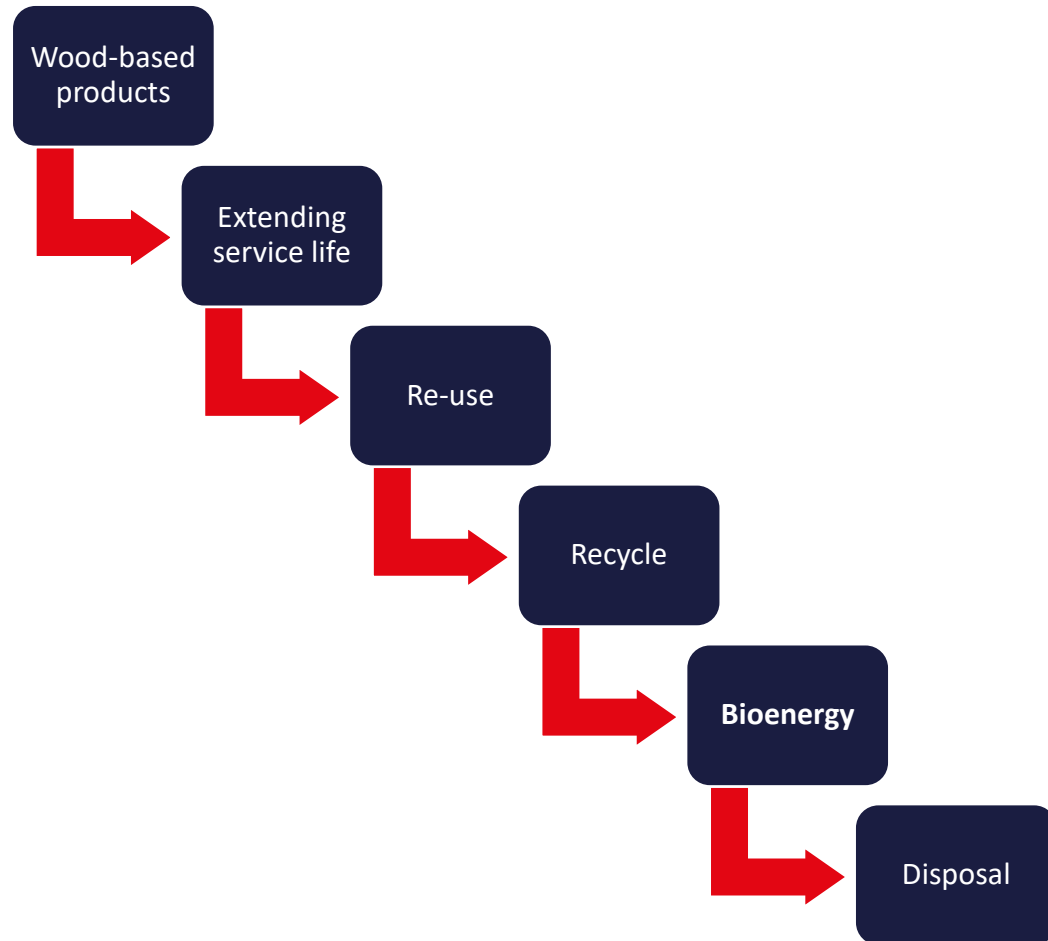 Wood-based
products
Extending
service life
Re-use
Recycle
Bioenergy
Disposal